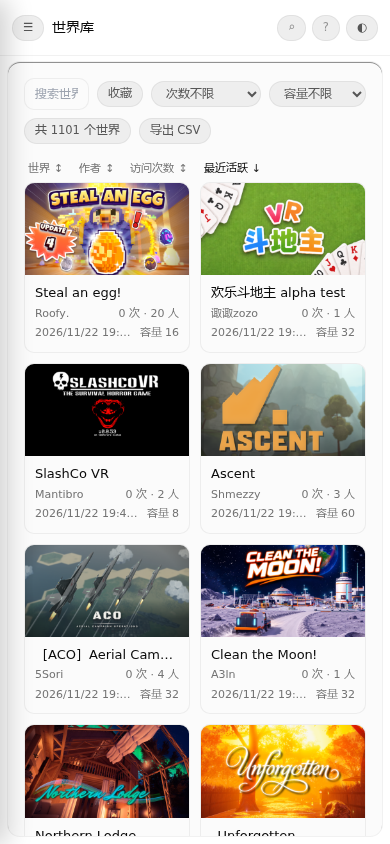 ☰ 世界库 ⌕ ? ◐
搜索世界 收藏 次数不限 容量不限
共 1101 个世界 导出 CSV
世界 ↕ 作者 ↕ 访问次数 ↕ 最近活跃 ↓
STEAL AN EGG
UPDATE
4
VR
斗地主
Steal an egg!
Roofy. 0 次 · 20 人
2026/11/22 19:… 容量 16
欢乐斗地主 alpha test
诹诹zozo 0 次 · 1 人
2026/11/22 19:… 容量 32
SLASHCOVR
THE SURVIVAL HORROR GAME
ASCENT
SlashCo VR
Mantibro 0 次 · 2 人
2026/11/22 19:4… 容量 8
Ascent
Shmezzy 0 次 · 3 人
2026/11/22 19:… 容量 60
ACO
CLEAN THE
MOON!
［ACO］Aerial Cam…
5Sori 0 次 · 4 人
2026/11/22 19:… 容量 32
Clean the Moon!
A3ln 0 次 · 1 人
2026/11/22 19:… 容量 32
Northern Lodge
Unforgotten
Northern Lodge
Unforgotten